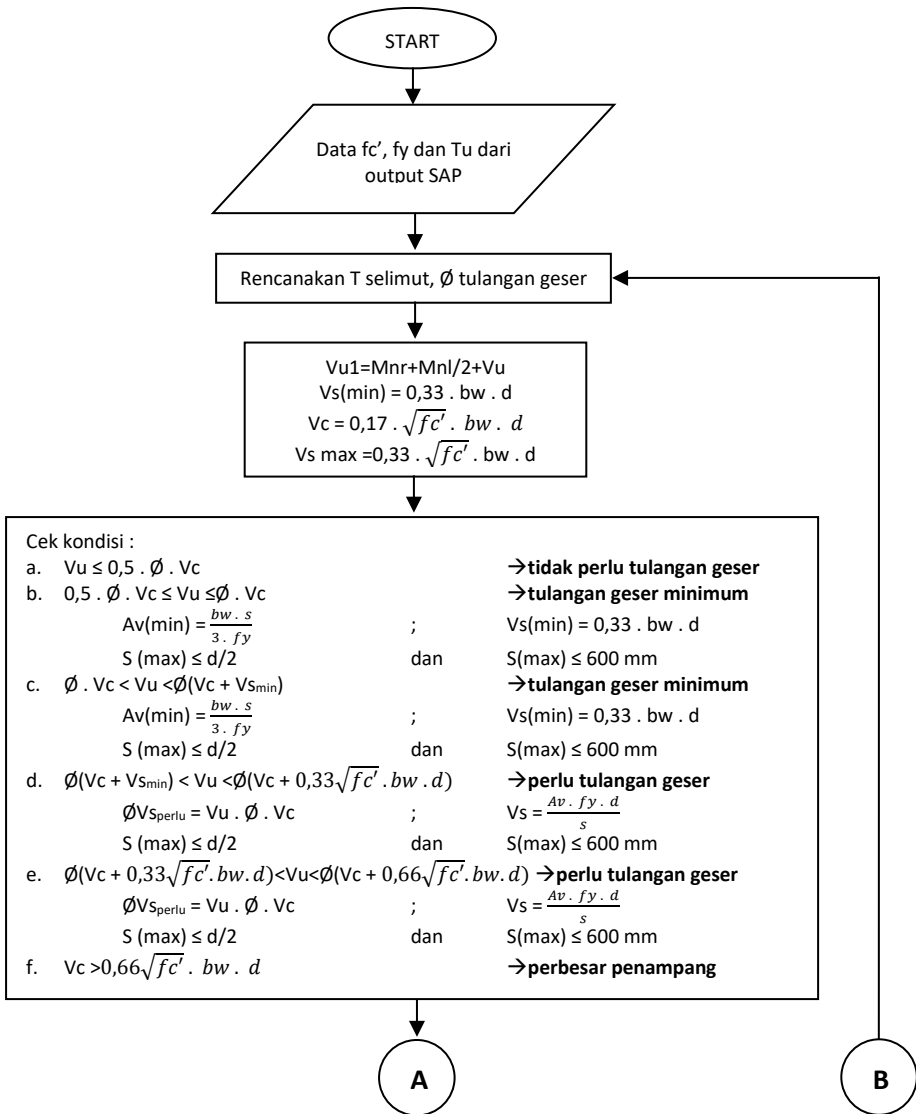 START
Data fc’, fy dan Tu dari
output SAP
Rencanakan T selimut, Ø tulangan geser
Vu1=Mnr+Mnl/2+Vu
Vs(min) = 0,33 . bw . d
Vc = 0,17 . √fc′ . bw . d
Vs max =0,33 . √fc′ . bw . d
Cek kondisi :
a. Vu ≤ 0,5 . Ø . Vc →tidak perlu tulangan geser
b. 0,5 . Ø . Vc ≤ Vu ≤Ø . Vc →tulangan geser minimum
Av(min) = bw . s / 3 . fy ; Vs(min) = 0,33 . bw . d
S (max) ≤ d/2 dan S(max) ≤ 600 mm
c. Ø . Vc < Vu <Ø(Vc + Vsmin) →tulangan geser minimum
Av(min) = bw . s / 3 . fy ; Vs(min) = 0,33 . bw . d
S (max) ≤ d/2 dan S(max) ≤ 600 mm
d. Ø(Vc + Vsmin) < Vu <Ø(Vc + 0,33√fc′ . bw . d) →perlu tulangan geser
ØVsperlu = Vu . Ø . Vc ; Vs = Av . fy . d / s
S (max) ≤ d/2 dan S(max) ≤ 600 mm
e. Ø(Vc + 0,33√fc′. bw. d)<Vu<Ø(Vc + 0,66√fc′. bw. d) →perlu tulangan geser
ØVsperlu = Vu . Ø . Vc ; Vs = Av . fy . d / s
S (max) ≤ d/2 dan S(max) ≤ 600 mm
f. Vc >0,66√fc′ . bw . d →perbesar penampang
A
B